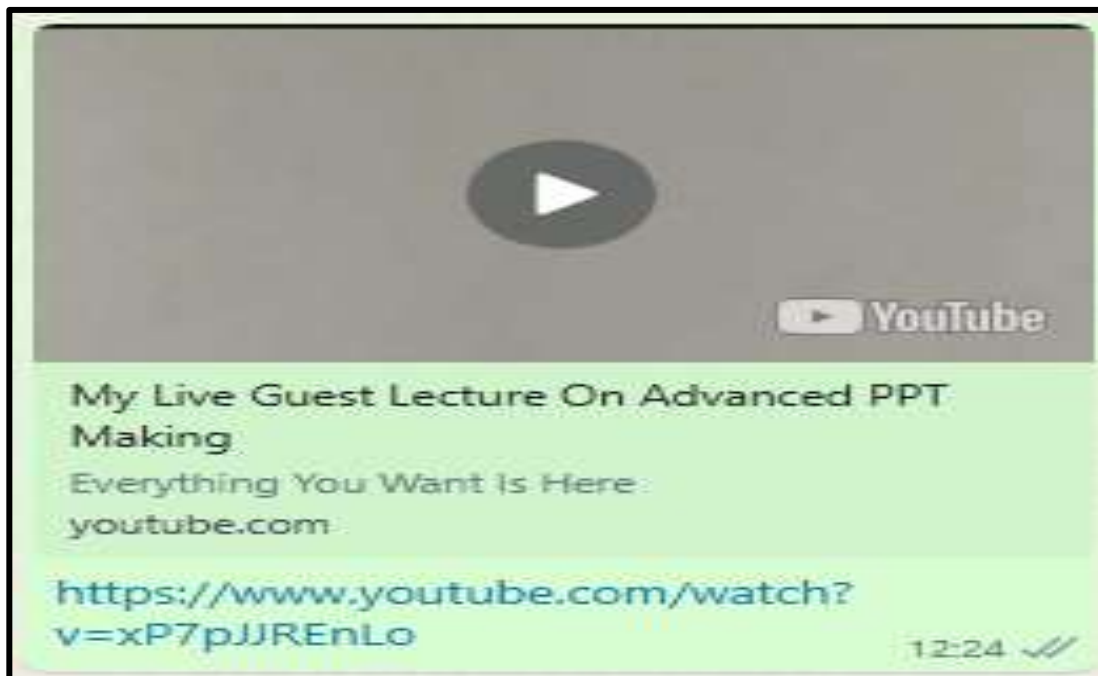 YouTube
My Live Guest Lecture On Advanced PPT
Making
Everything You Want Is Here
youtube.com
https://www.youtube.com/watch?
v=xP7pJJREnLo
12:24